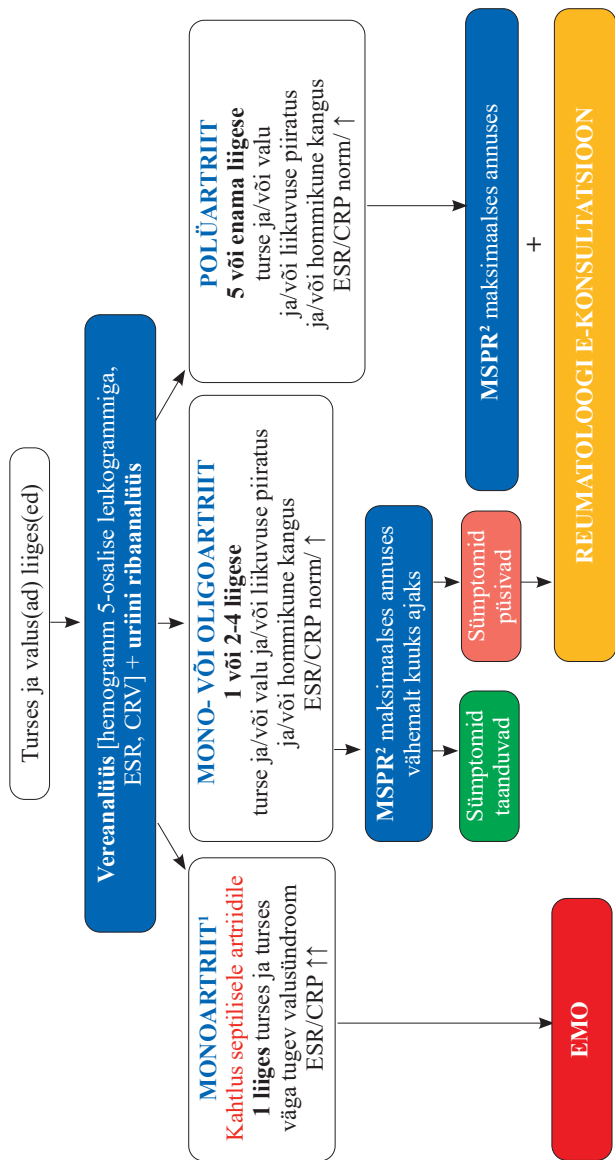 Turses ja valus(ad) liiges(ed)
Vereanalüüs [hemogramm 5-osalise leukogrammiga,
ESR, CRV] + uriini ribaanalüüs
MONOARTRIIT¹
Kahtlus septilisele artriidile
1 liiges turses ja turses
väga tugev valusündroom
ESR/CRP ↑↑
MONO- VÕI OLIGOARTRIIT
1 või 2-4 liigese
turse ja/või valu ja/või liikuvuse piiratus
ja/või hommikune kangus
ESR/CRP norm/ ↑
POLÜARTRIIT
5 või enama liigese
turse ja/või valu
ja/või liikuvuse piiratus
ja/või hommikune kangus
ESR/CRP norm/ ↑
MSPR² maksimaalses annuses
vähemalt kuuks ajaks
Sümptomid
taanduvad
Sümptomid
püsivad
MSPR² maksimaalses annuses
+
EMO
REUMATOLOOGI E-KONSULTATSIOON